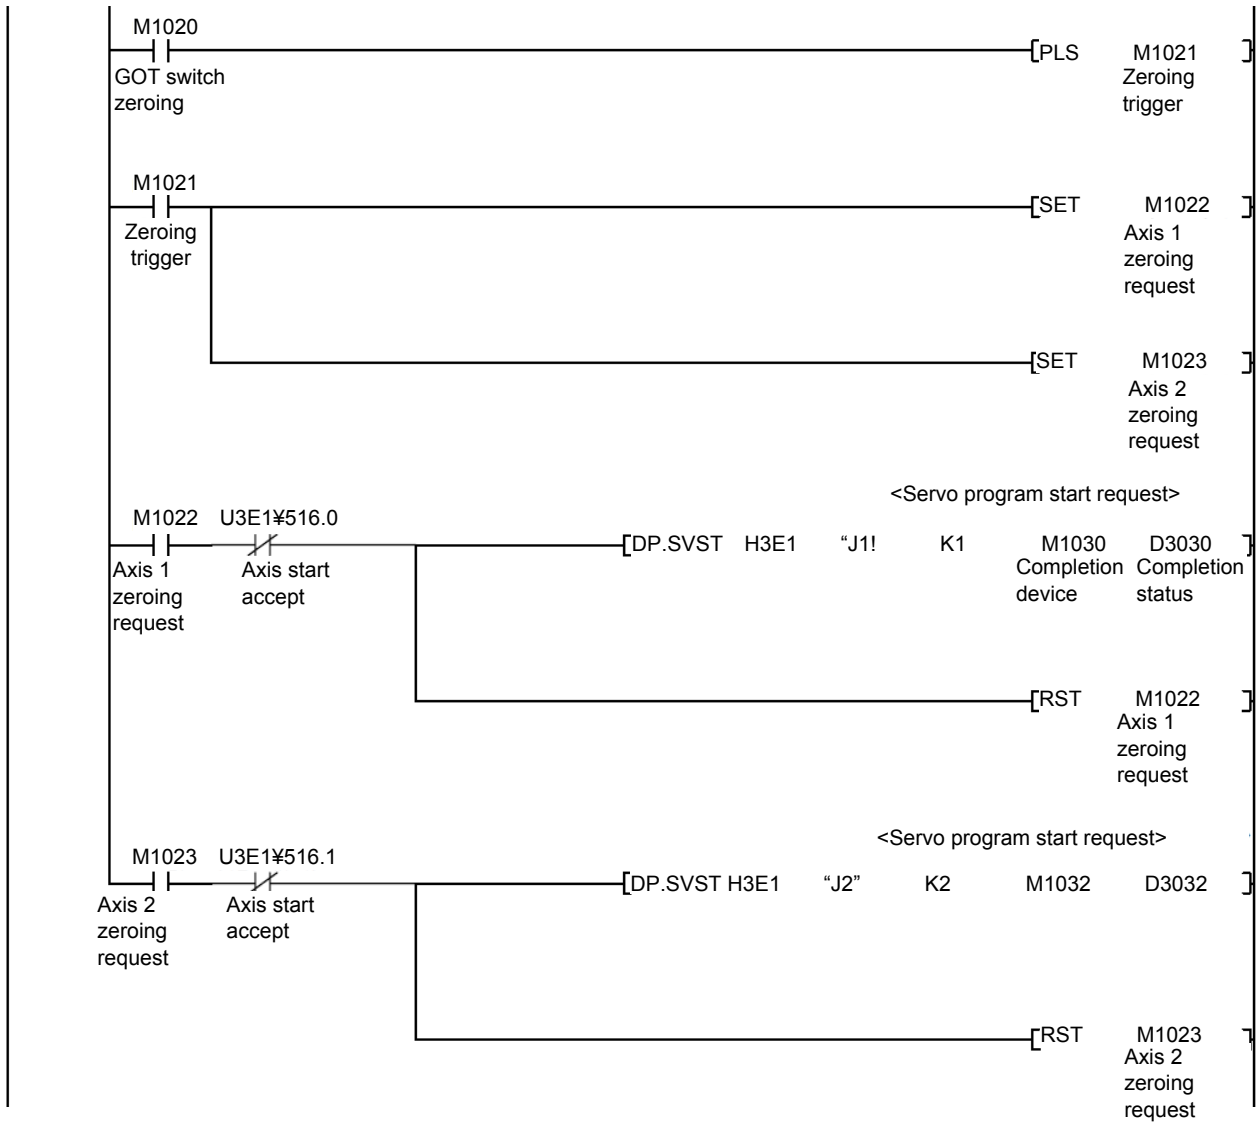 M1020
[PLS M1021 ]
GOT switch
zeroing
Zeroing
trigger
M1021
[SET M1022 ]
Zeroing
trigger
Axis 1
zeroing
request
[SET M1023 ]
Axis 2
zeroing
request
<Servo program start request>
M1022 U3E1¥516.0
[DP.SVST H3E1 “J1! K1 M1030 D3030 ]
Axis 1
zeroing
request
Axis start
accept
Completion
device
Completion
status
[RST M1022 ]
Axis 1
zeroing
request
<Servo program start request>
M1023 U3E1¥516.1
[DP.SVST H3E1 “J2” K2 M1032 D3032 ]
Axis 2
zeroing
request
Axis start
accept
[RST M1023 ]
Axis 2
zeroing
request